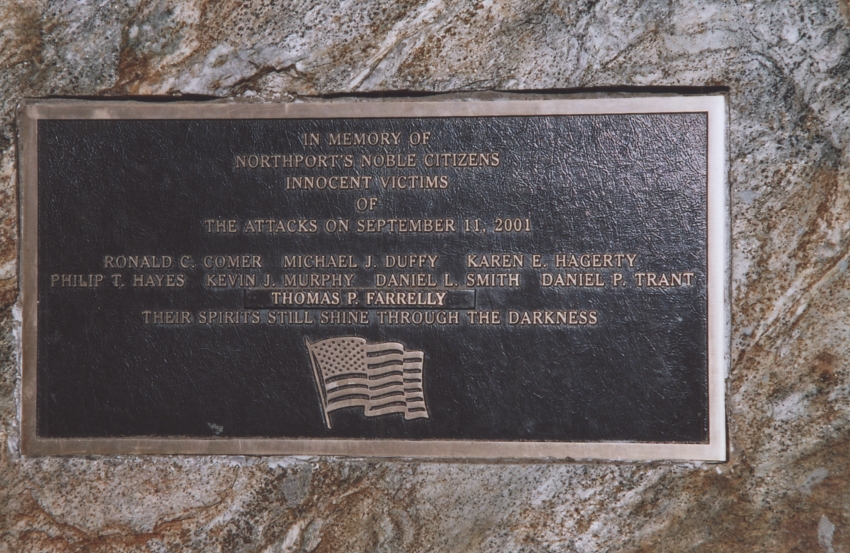 IN MEMORY OF
NORTHPORT'S NOBLE CITIZENS
INNOCENT VICTIMS
OF
THE ATTACKS ON SEPTEMBER 11, 2001
RONALD C. COMER MICHAEL J. DUFFY KAREN E. HAGERTY
PHILIP T. HAYES KEVIN J. MURPHY DANIEL L. SMITH DANIEL P. TRANT
THOMAS P. FARRELLY
THEIR SPIRITS STILL SHINE THROUGH THE DARKNESS